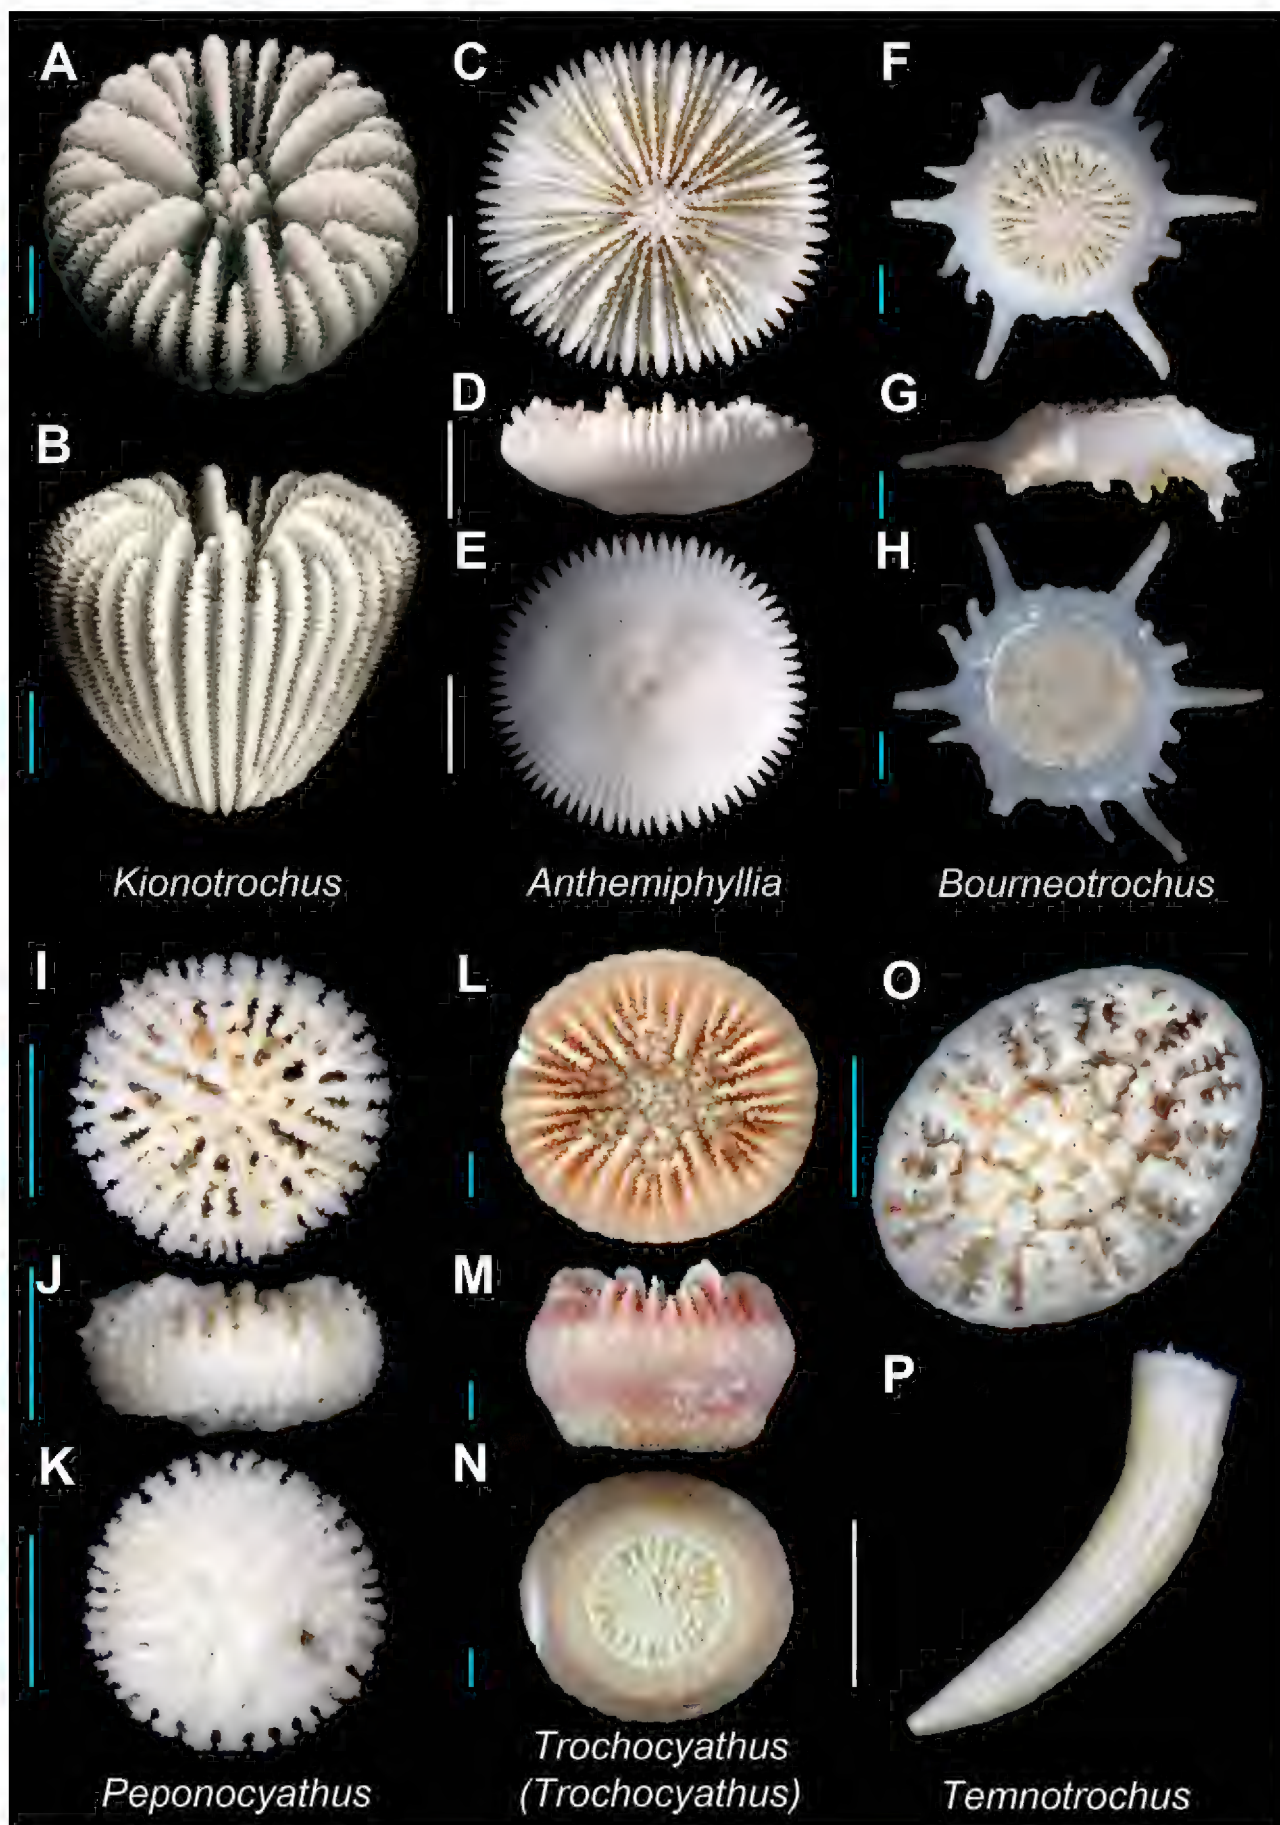 A
C
F
B
D
G
E
H
Kionotrochus
Anthemiphyllia
Bourneotrochus
I
L
O
J
M
P
K
N
Peponocyathus
Trochocyathus
(Trochocyathus)
Temnotrochus